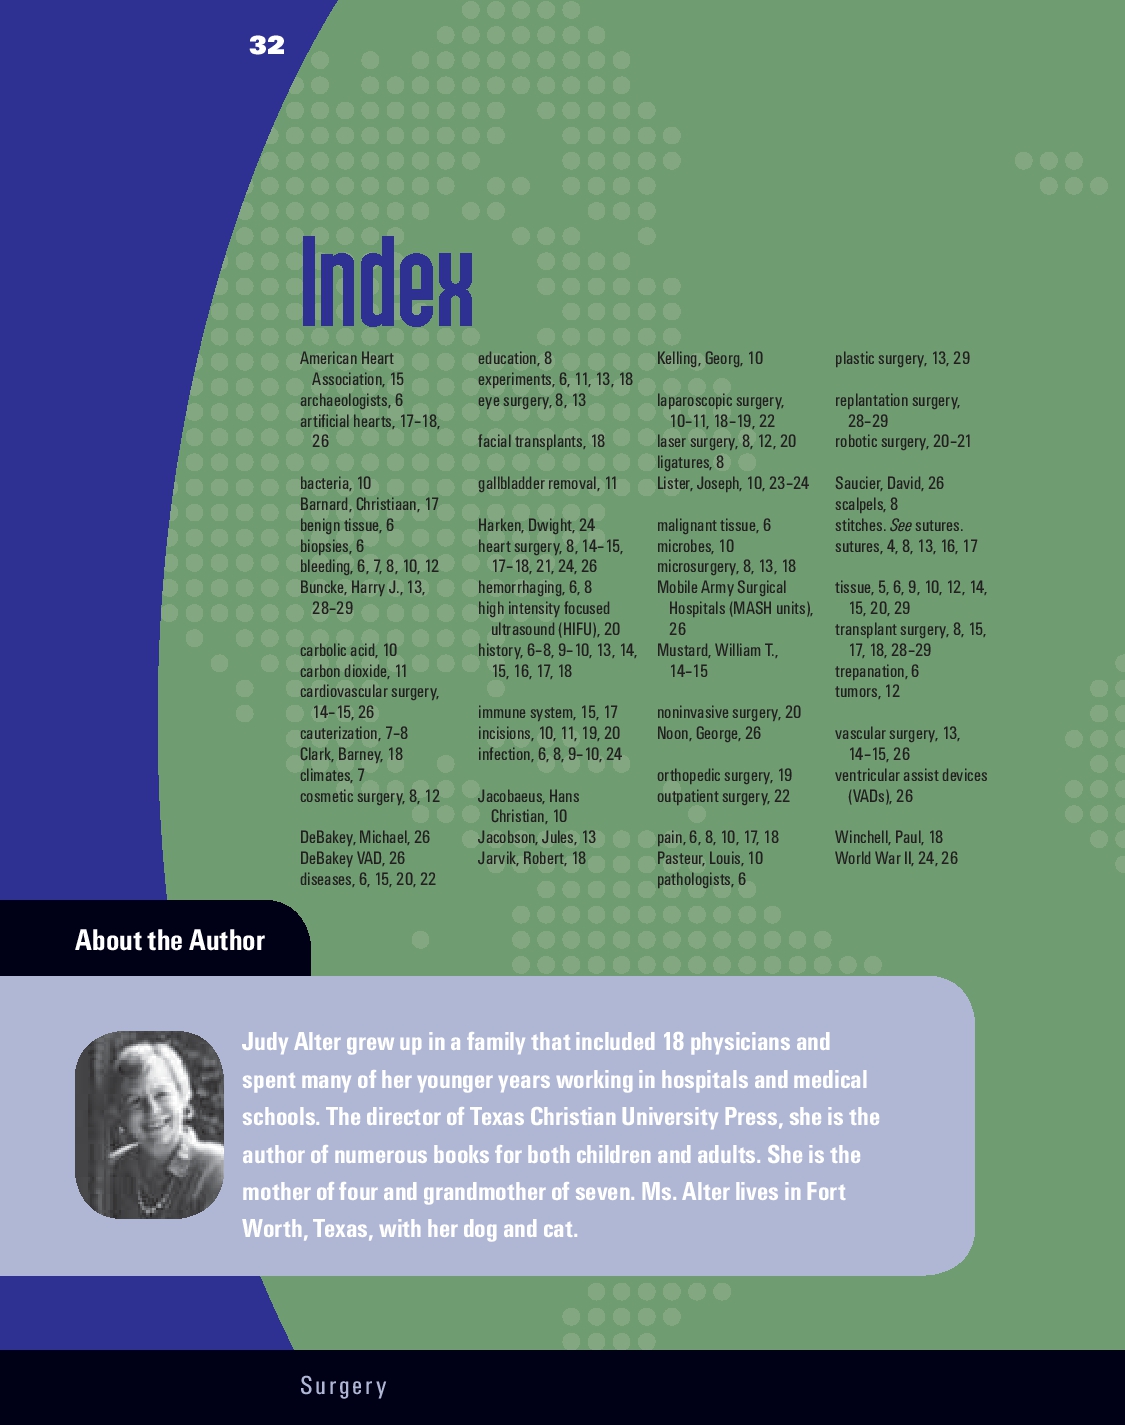 32
Index
American Heart
Association, 15
archaeologists, 6
artificial hearts, 17–18,
26
bacteria, 10
Barnard, Christiaan, 17
benign tissue, 6
biopsies, 6
bleeding, 6, 7, 8, 10, 12
Buncke, Harry J., 13,
28–29
carbolic acid, 10
carbon dioxide, 11
cardiovascular surgery,
14–15, 26
cauterization, 7–8
Clark, Barney, 18
climates, 7
cosmetic surgery, 8, 12
DeBakey, Michael, 26
DeBakey VAD, 26
diseases, 6, 15, 20, 22
education, 8
experiments, 6, 11, 13, 18
eye surgery, 8, 13
facial transplants, 18
gallbladder removal, 11
Harken, Dwight, 24
heart surgery, 8, 14–15,
17–18, 21, 24, 26
hemorrhaging, 6, 8
high intensity focused
ultrasound (HIFU), 20
history, 6–8, 9–10, 13, 14,
15, 16, 17, 18
immune system, 15, 17
incisions, 10, 11, 19, 20
infection, 6, 8, 9–10, 24
Jacobaeus, Hans
Christian, 10
Jacobson, Jules, 13
Jarvik, Robert, 18
Kelling, Georg, 10
laparoscopic surgery,
10–11, 18–19, 22
laser surgery, 8, 12, 20
ligatures, 8
Lister, Joseph, 10, 23–24
malignant tissue, 6
microbes, 10
microsurgery, 8, 13, 18
Mobile Army Surgical
Hospitals (MASH units),
26
Mustard, William T.,
14–15
noninvasive surgery, 20
Noon, George, 26
orthopedic surgery, 19
outpatient surgery, 22
pain, 6, 8, 10, 17, 18
Pasteur, Louis, 10
pathologists, 6
plastic surgery, 13, 29
replantation surgery,
28–29
robotic surgery, 20–21
Saucier, David, 26
scalpels, 8
stitches. See sutures.
sutures, 4, 8, 13, 16, 17
tissue, 5, 6, 9, 10, 12, 14,
15, 20, 29
transplant surgery, 8, 15,
17, 18, 28–29
trepanation, 6
tumors, 12
vascular surgery, 13,
14–15, 26
ventricular assist devices
(VADs), 26
Winchell, Paul, 18
World War II, 24, 26
About the Author
Judy Alter grew up in a family that included 18 physicians and
spent many of her younger years working in hospitals and medical
schools. The director of Texas Christian University Press, she is the
author of numerous books for both children and adults. She is the
mother of four and grandmother of seven. Ms. Alter lives in Fort
Worth, Texas, with her dog and cat.
Surgery